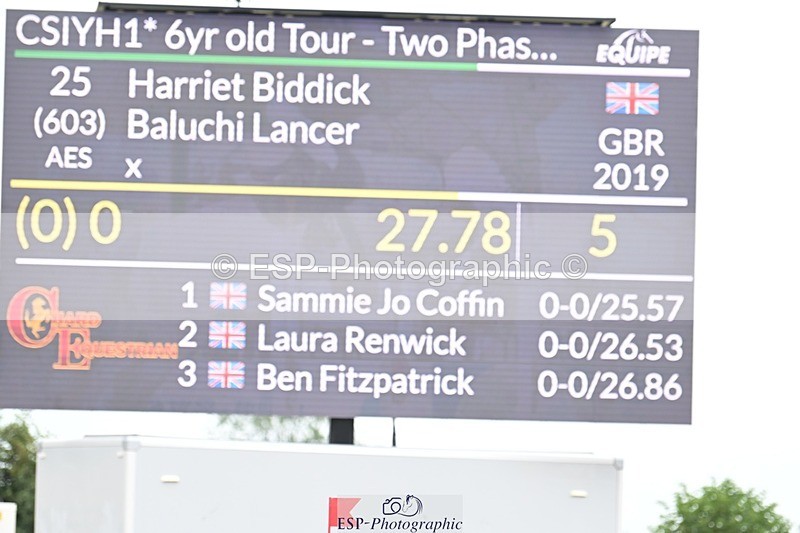 CSIYH1* 6yr old Tour - Two Phas...
EQUIPE
25 Harriet Biddick
(603) Baluchi Lancer GBR
AES x 2019
(0) 0 27.78 5
© ESP-Photographic ©
1 Sammie Jo Coffin 0-0/25.57
2 Laura Renwick 0-0/26.53
3 Ben Fitzpatrick 0-0/26.86
Chard
Equestrian
ESP-Photographic